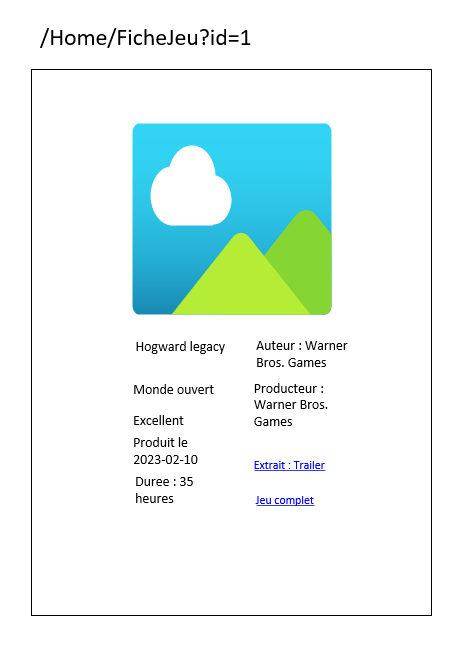 /Home/FicheJeu?id=1
Hogward legacy
Auteur : Warner
Bros. Games
Monde ouvert
Producteur :
Warner Bros.
Games
Excellent
Produit le
2023-02-10
Extrait : Trailer
Duree : 35
heures
Jeu complet